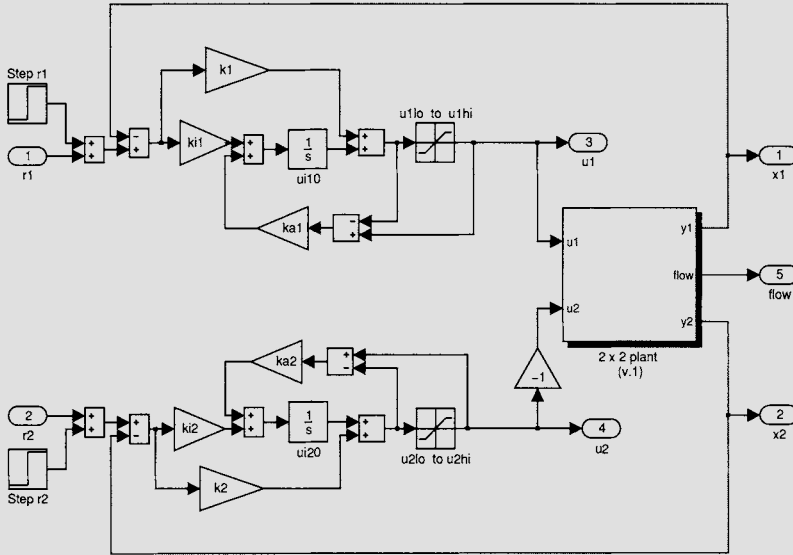 Step r1
k1
u1lo to u1hi
−
+
+
+
1
r1
+
ki1
+
+
1
s
ui10
+
+
3
u1
1
x1
ka1
−
+
u1
y1
flow
5
flow
u2
y2
2 x 2 plant
(v.1)
ka2
+
−
−1
2
r2
+
+
+
−
ki2
+
+
1
s
ui20
+
+
u2lo to u2hi
4
u2
2
x2
k2
Step r2